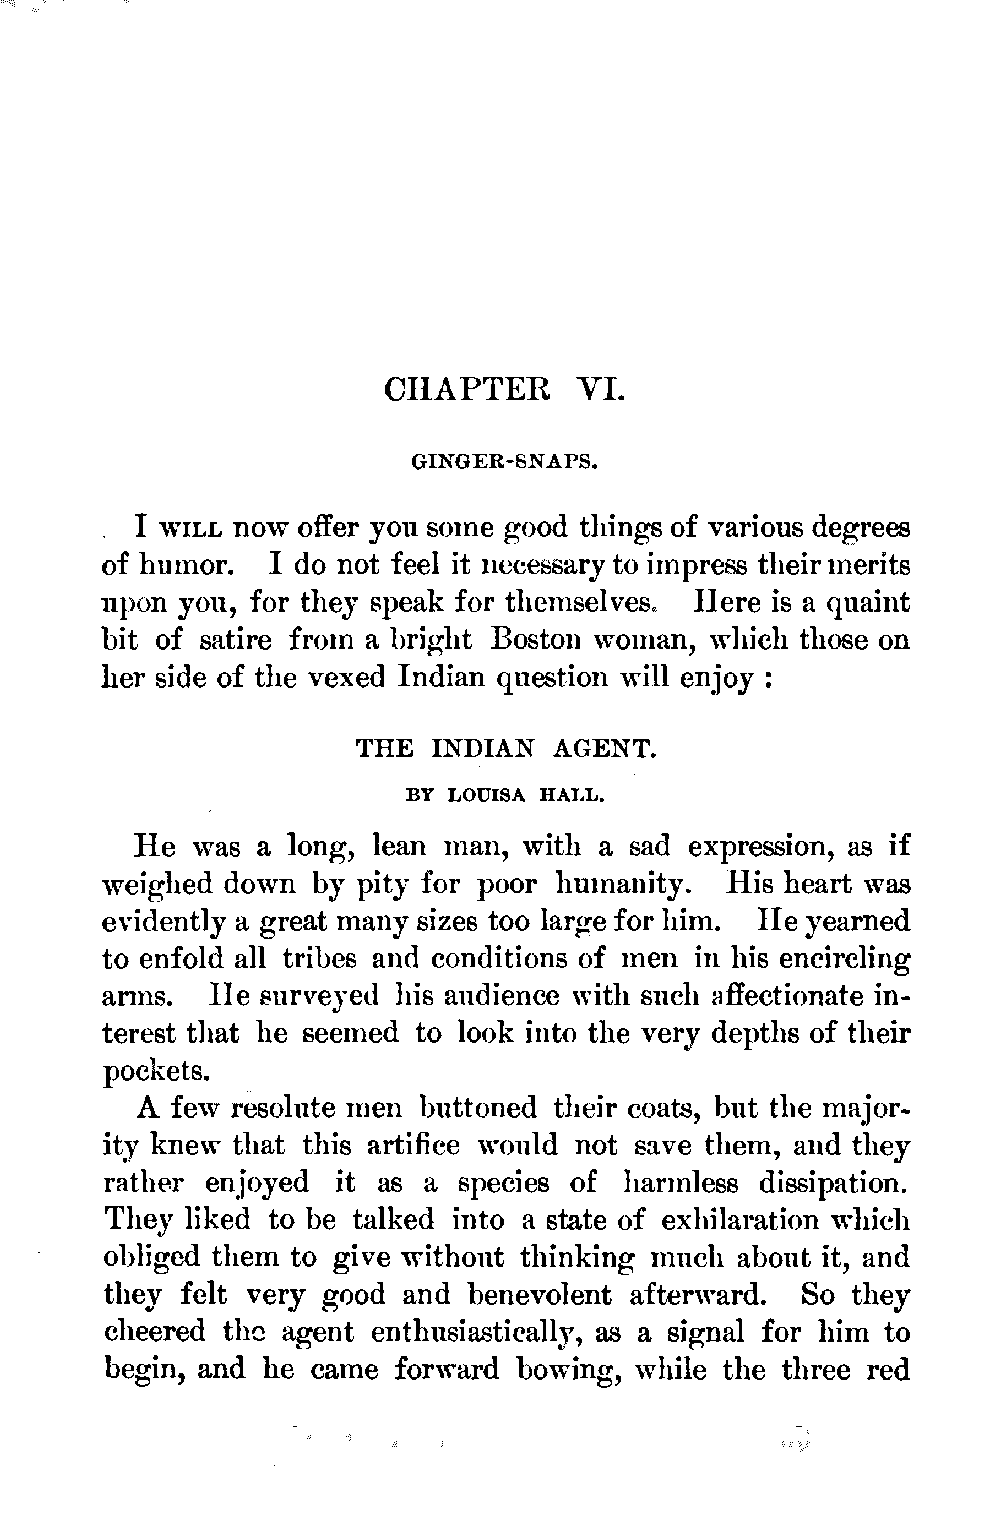 CHAPTER VI.
GINGER-SNAPS.
I WILL now offer you some good things of various degrees
of humor. I do not feel it necessary to impress their merits
upon you, for they speak for themselves. Here is a quaint
bit of satire from a bright Boston woman, which those on
her side of the vexed Indian question will enjoy :
THE INDIAN AGENT.
BY LOUISA HALL.
He was a long, lean man, with a sad expression, as if
weighed down by pity for poor humanity. His heart was
evidently a great many sizes too large for him. He yearned
to enfold all tribes and conditions of men in his encircling
arms. He surveyed his audience with such affectionate in-
terest that he seemed to look into the very depths of their
pockets.
A few resolute men buttoned their coats, but the major-
ity knew that this artifice would not save them, and they
rather enjoyed it as a species of harmless dissipation.
They liked to be talked into a state of exhilaration which
obliged them to give without thinking much about it, and
they felt very good and benevolent afterward. So they
cheered the agent enthusiastically, as a signal for him to
begin, and he came forward bowing, while the three red